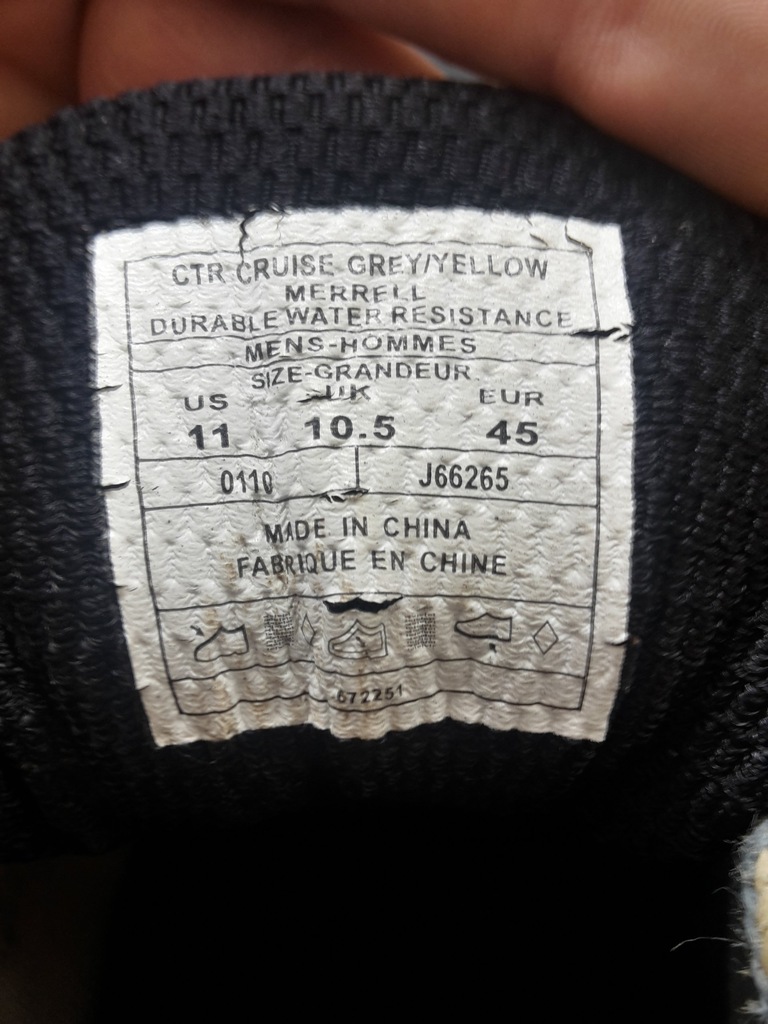 CTR CRUISE GREY/YELLOW
MERRELL
DURABLE WATER RESISTANCE
MENS-HOMMES
SIZE-GRANDEUR
US UK EUR
11 10.5 45
0110 J66265
MADE IN CHINA
FABRIQUE EN CHINE
672251